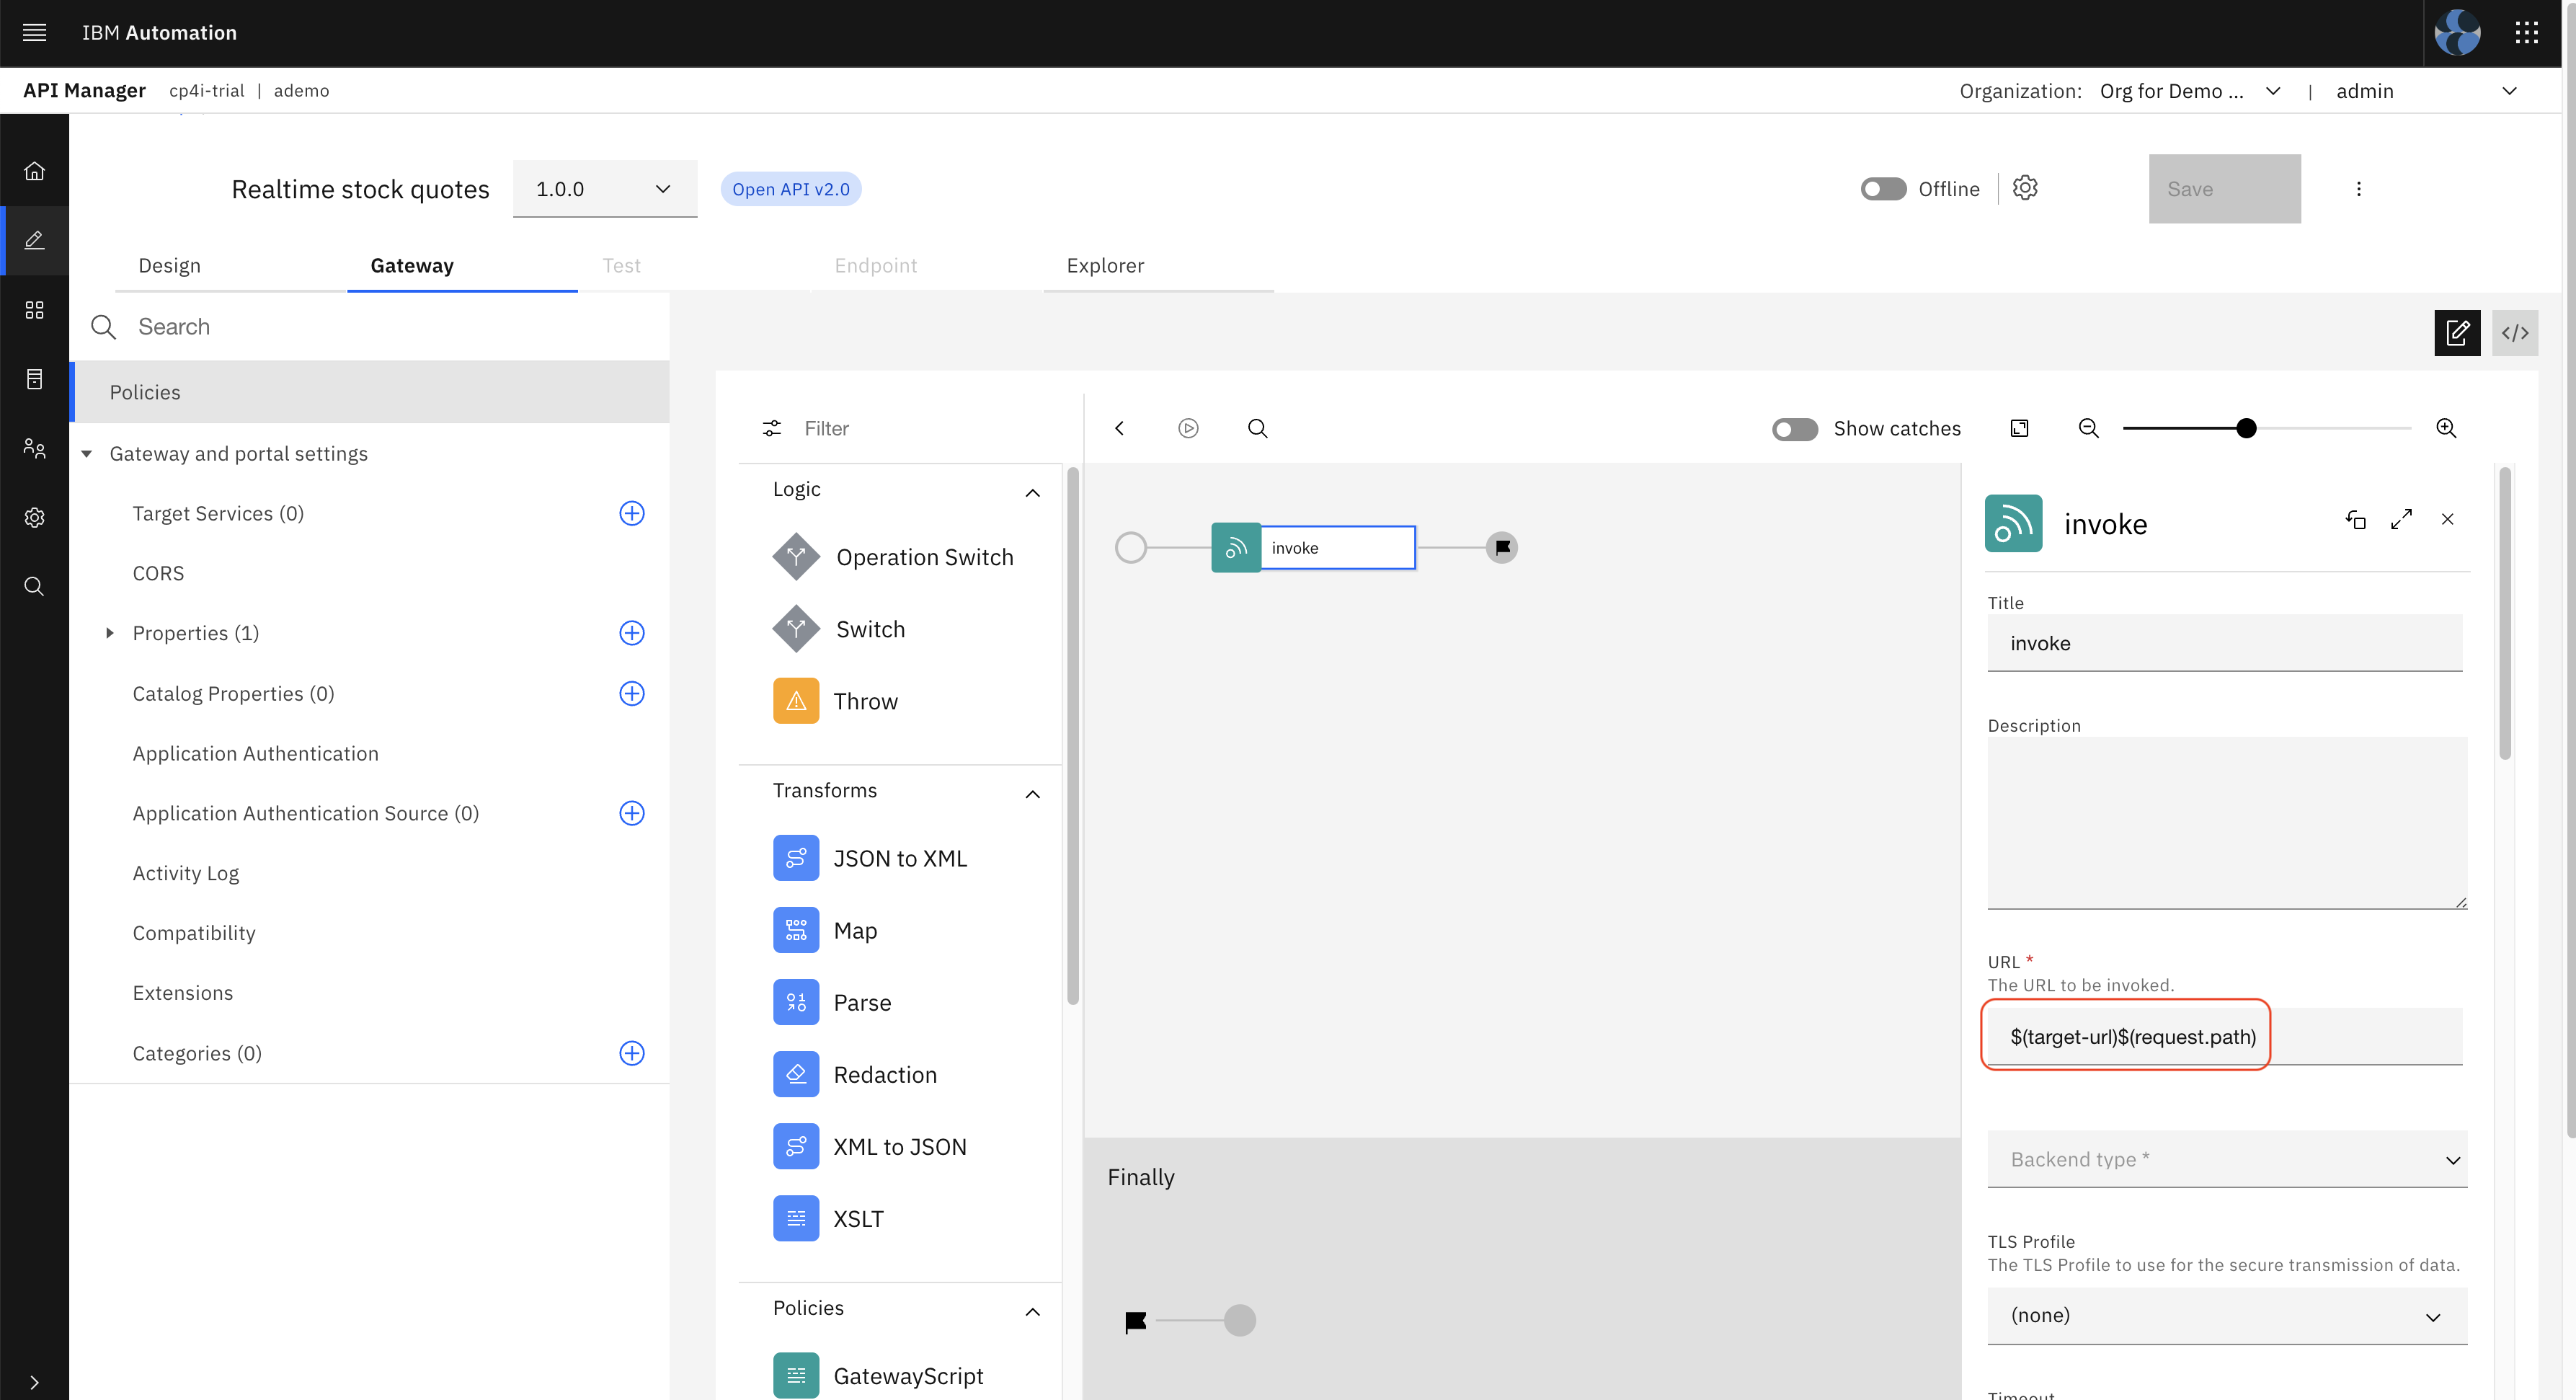 IBM Automation
API Manager cp4i-trial | ademo
Organization: Org for Demo ... | admin
Realtime stock quotes
1.0.0
Open API v2.0
Offline
Save
Design
Gateway
Test
Endpoint
Explorer
Search
Policies
Gateway and portal settings
Target Services (0)
CORS
Properties (1)
Catalog Properties (0)
Application Authentication
Application Authentication Source (0)
Activity Log
Compatibility
Extensions
Categories (0)
Filter
Logic
Operation Switch
Switch
Throw
Transforms
JSON to XML
Map
Parse
Redaction
XML to JSON
XSLT
Policies
GatewayScript
Show catches
invoke
Finally
invoke
Title
invoke
Description
URL *
The URL to be invoked.
$(target-url)$(request.path)
Backend type *
TLS Profile
The TLS Profile to use for the secure transmission of data.
(none)
Timeout